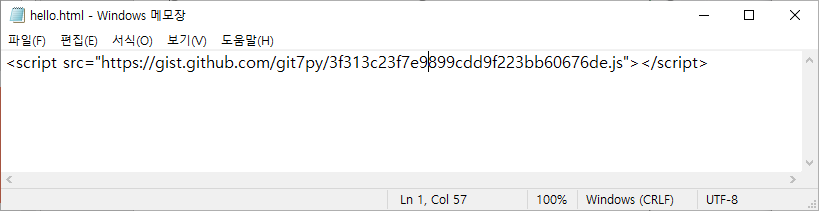 hello.html - Windows 메모장
파일(F) 편집(E) 서식(O) 보기(V) 도움말(H)
<script src="https://gist.github.com/git7py/3f313c23f7e9899cdd9f223bb60676de.js"></script>
Ln 1, Col 57 100% Windows (CRLF) UTF-8